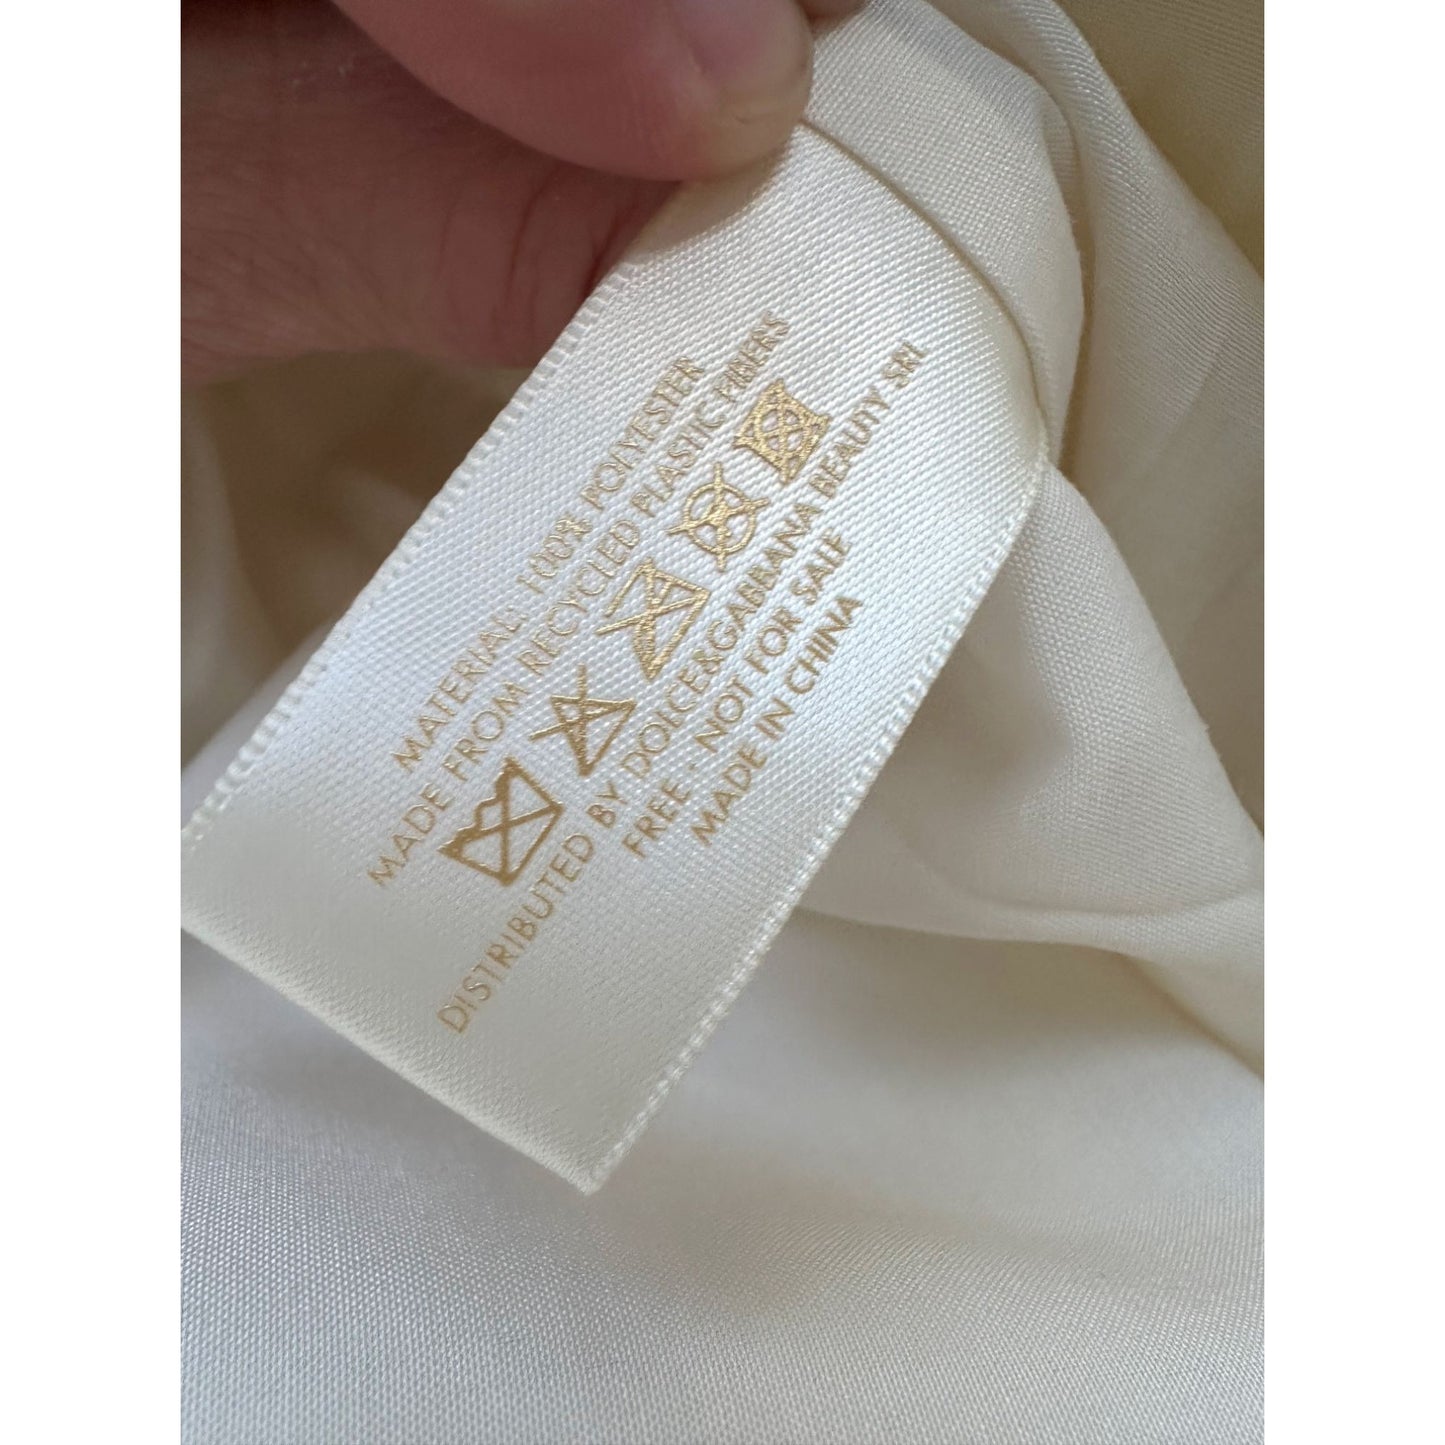 MATERIAL: 100% POLYESTER
MADE FROM RECYCLED PLASTIC FIBERS
DISTRIBUTED BY DOLCE&GABBANA BEAUTY SRL
FREE - NOT FOR SALE
MADE IN CHINA